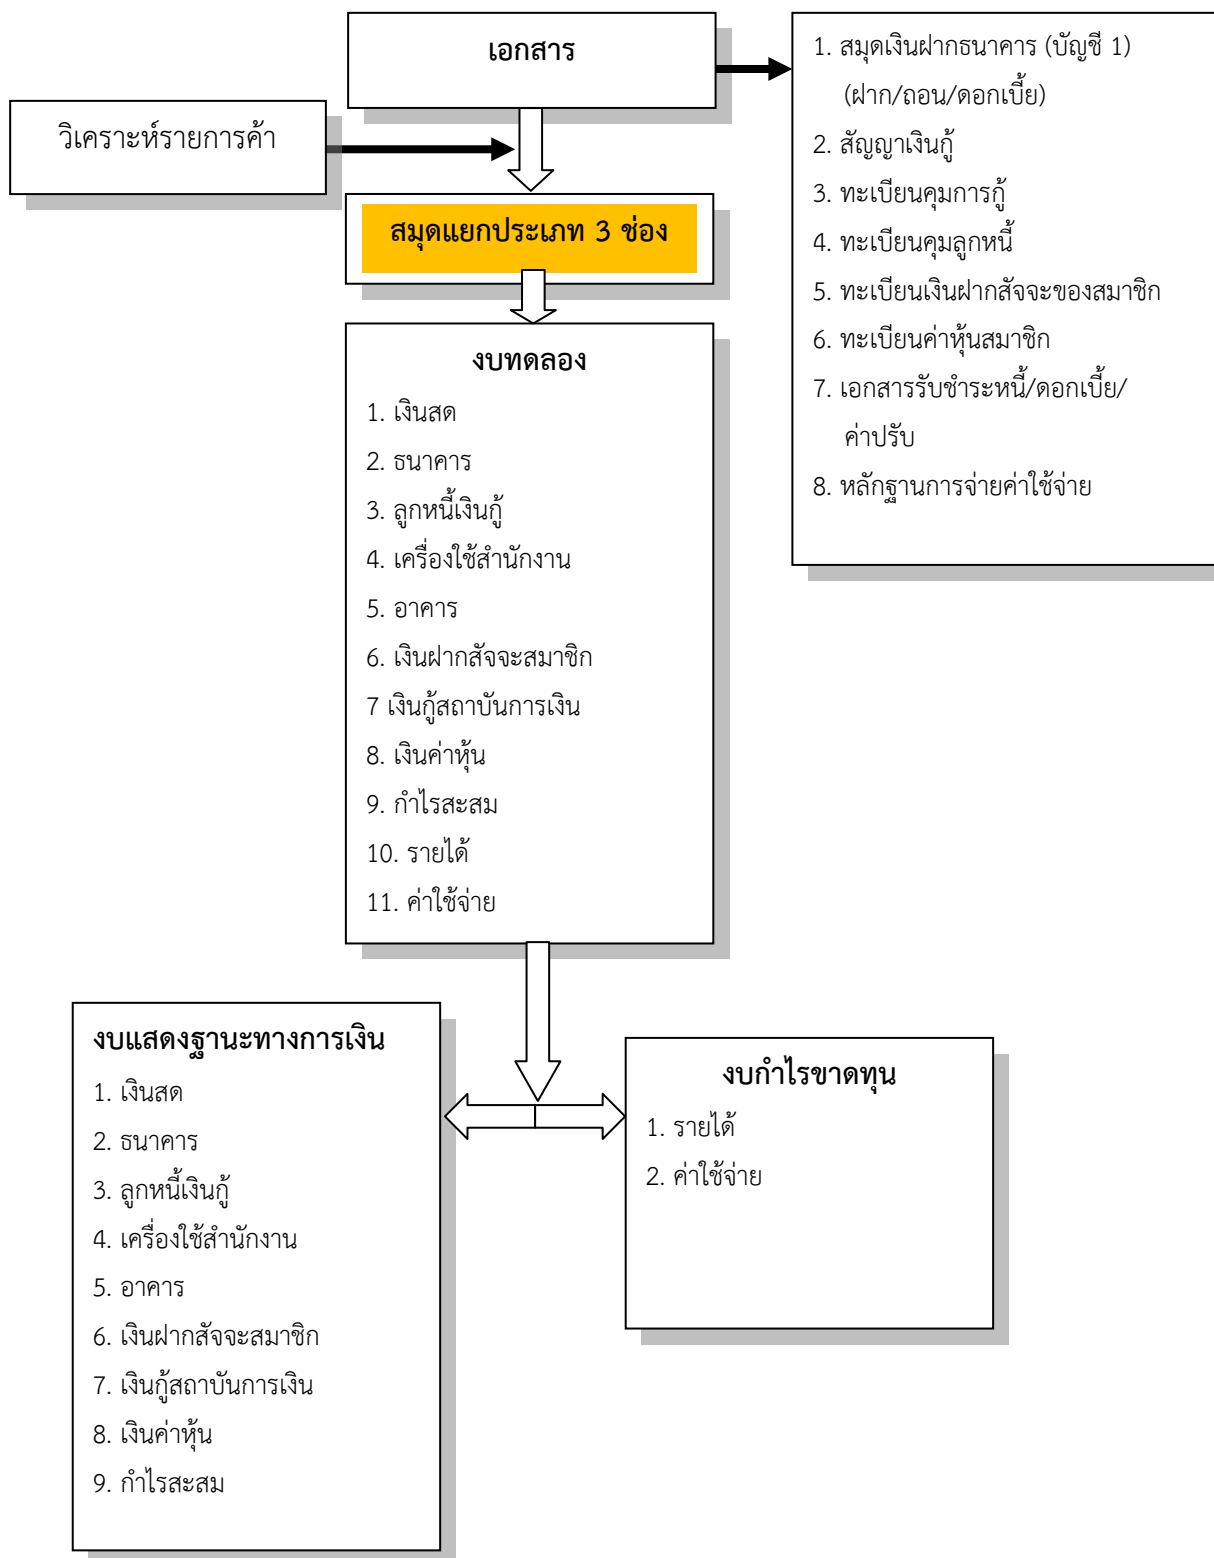 เอกสาร
1. สมุดเงินฝากธนาคาร (บัญชี 1)
(ฝาก/ถอน/ดอกเบี้ย)
2. สัญญาเงินกู้
3. ทะเบียนคุมการกู้
4. ทะเบียนคุมลูกหนี้
5. ทะเบียนเงินฝากสัจจะของสมาชิก
6. ทะเบียนค่าหุ้นสมาชิก
7. เอกสารรับชำระหนี้/ดอกเบี้ย/
ค่าปรับ
8. หลักฐานการจ่ายค่าใช้จ่าย
วิเคราะห์รายการค้า
สมุดแยกประเภท 3 ช่อง
งบทดลอง
1. เงินสด
2. ธนาคาร
3. ลูกหนี้เงินกู้
4. เครื่องใช้สำนักงาน
5. อาคาร
6. เงินฝากสัจจะสมาชิก
7 เงินกู้สถาบันการเงิน
8. เงินค่าหุ้น
9. กำไรสะสม
10. รายได้
11. ค่าใช้จ่าย
งบแสดงฐานะทางการเงิน
1. เงินสด
2. ธนาคาร
3. ลูกหนี้เงินกู้
4. เครื่องใช้สำนักงาน
5. อาคาร
6. เงินฝากสัจจะสมาชิก
7. เงินกู้สถาบันการเงิน
8. เงินค่าหุ้น
9. กำไรสะสม
งบกำไรขาดทุน
1. รายได้
2. ค่าใช้จ่าย